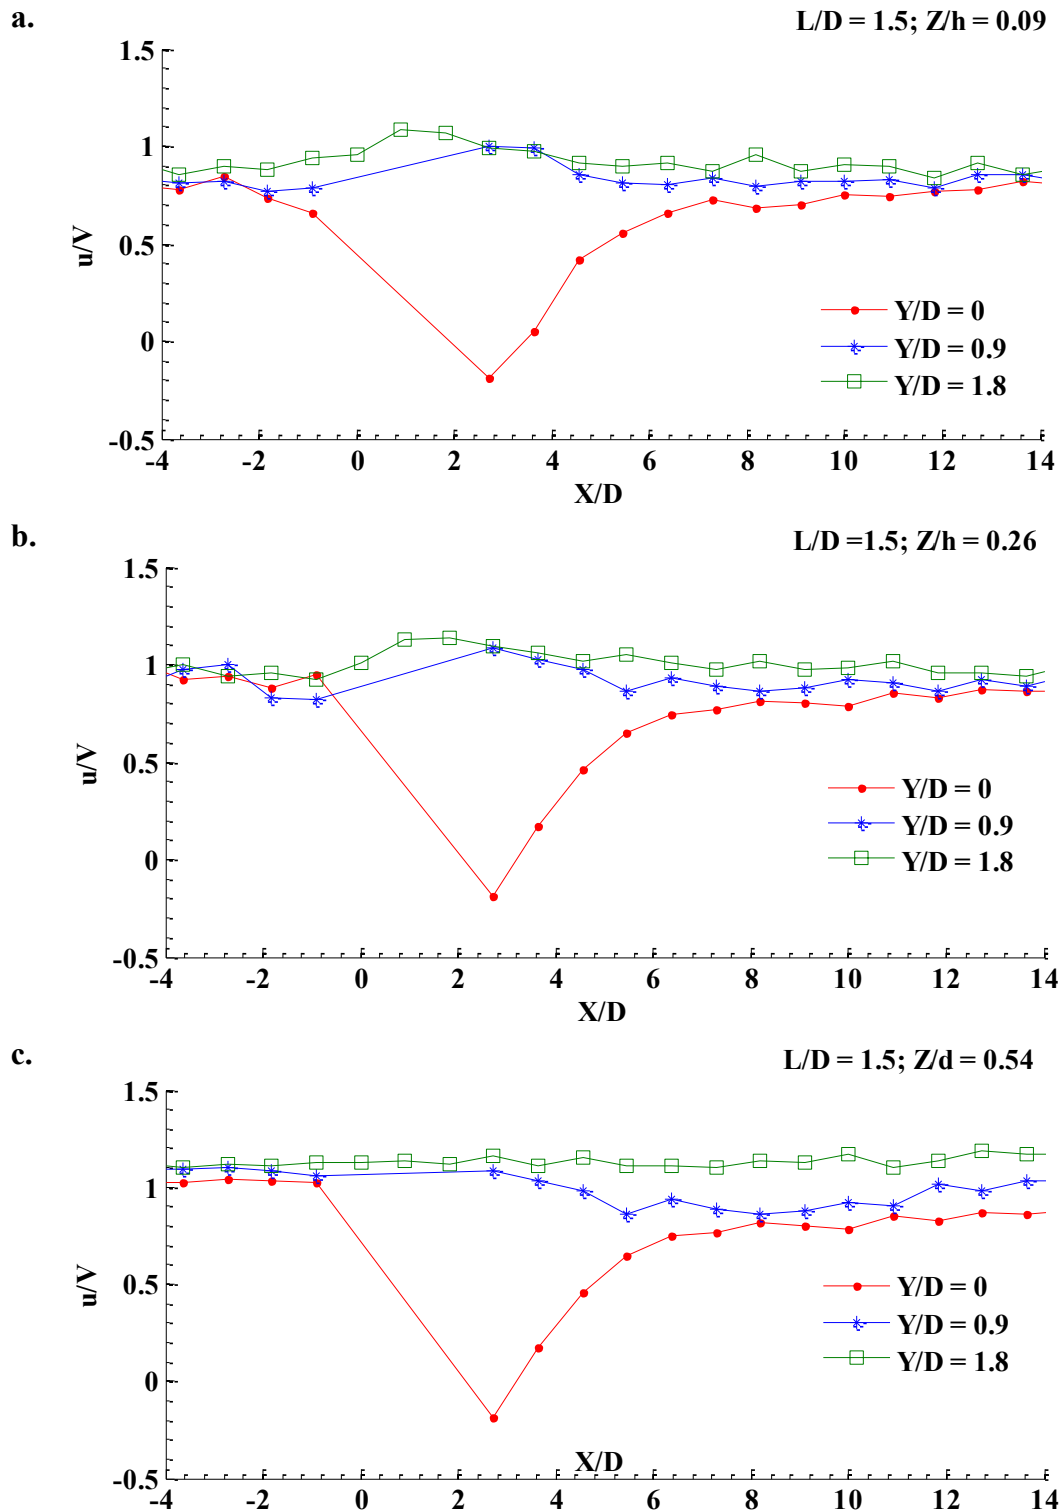 a.
L/D = 1.5; Z/h = 0.09
1.5
1
0.5
0
-0.5
u/V
Y/D = 0
Y/D = 0.9
Y/D = 1.8
-4 -2 0 2 4 6 8 10 12 14
X/D
b.
L/D =1.5; Z/h = 0.26
1.5
1
0.5
0
-0.5
u/V
Y/D = 0
Y/D = 0.9
Y/D = 1.8
-4 -2 0 2 4 6 8 10 12 14
X/D
c.
L/D = 1.5; Z/d = 0.54
1.5
1
0.5
0
-0.5
u/V
Y/D = 0
Y/D = 0.9
Y/D = 1.8
X/D
-4 -2 0 2 4 6 8 10 12 14